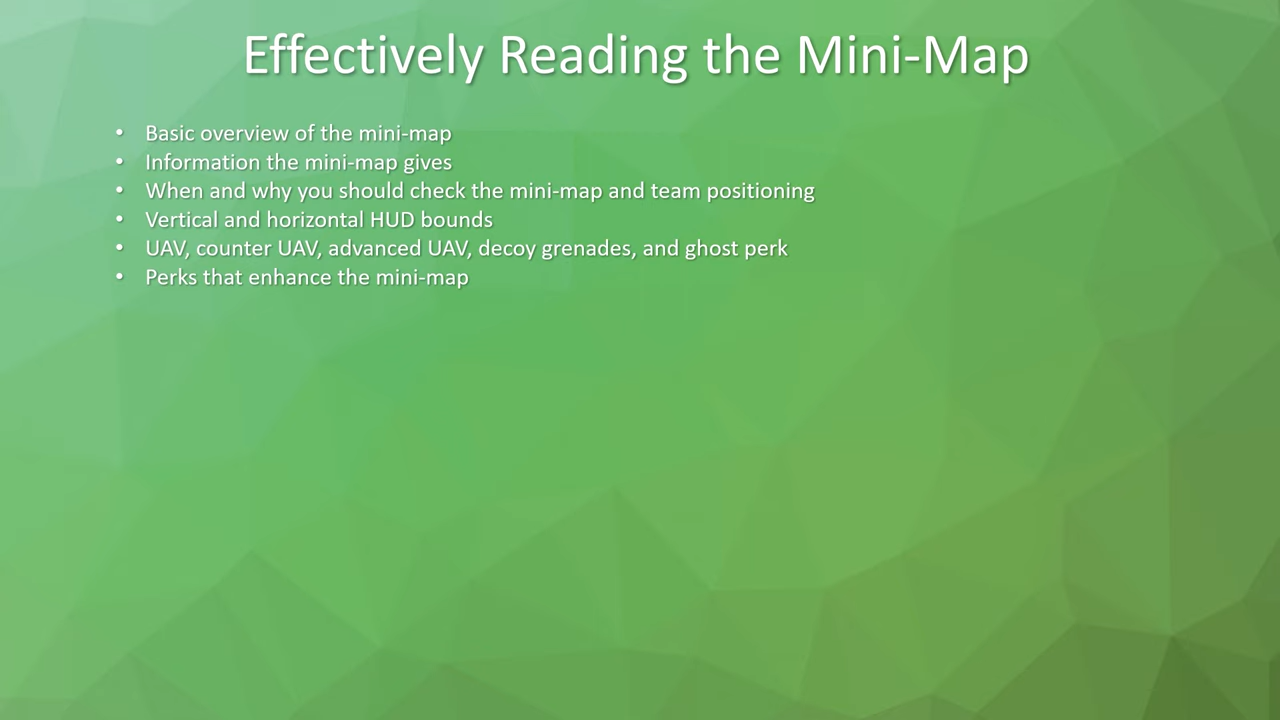 Effectively Reading the Mini-Map
• Basic overview of the mini-map
• Information the mini-map gives
• When and why you should check the mini-map and team positioning
• Vertical and horizontal HUD bounds
• UAV, counter UAV, advanced UAV, decoy grenades, and ghost perk
• Perks that enhance the mini-map